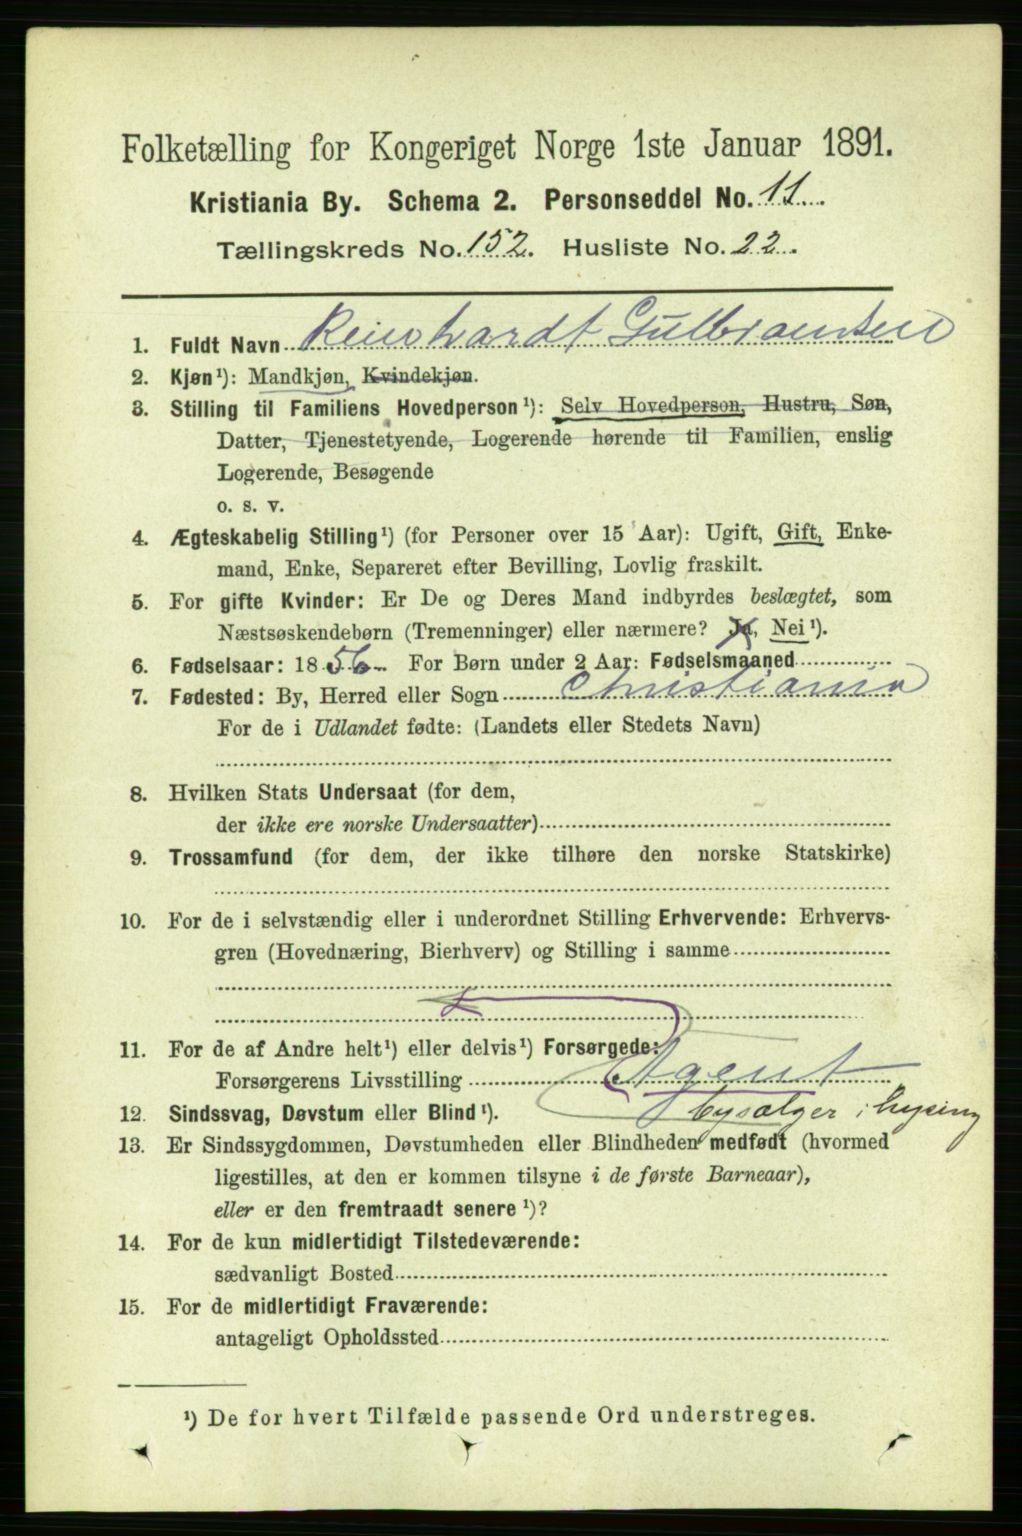 Folketælling for Kongeriget Norge 1ste Januar 1891.
Kristiania By. Schema 2. Personseddel No. 11.
Tællingskreds No. 152. Husliste No. 22.
1. Fuldt Navn Reinhardt Gulbransen
2. Kjøn¹): Mandkjøn, Kvindekjøn.
3. Stilling til Familiens Hovedperson¹): Selv Hovedperson, Hustru, Søn,
Datter, Tjenestetyende, Logerende hørende til Familien, enslig
Logerende, Besøgende
o. s. v.
4. Ægteskabelig Stilling¹) (for Personer over 15 Aar): Ugift, Gift, Enke-
mand, Enke, Separeret efter Bevilling, Lovlig fraskilt.
5. For gifte Kvinder: Er De og Deres Mand indbyrdes beslægtet, som
Næstsøskendebørn (Tremenninger) eller nærmere? Ja, Nei¹).
6. Fødselsaar: 1856. For Børn under 2 Aar: Fødselsmaaned
7. Fødested: By, Herred eller Sogn Christiania
For de i Udlandet fødte: (Landets eller Stedets Navn)
8. Hvilken Stats Undersaat (for dem,
der ikke ere norske Undersaatter)
9. Trossamfund (for dem, der ikke tilhøre den norske Statskirke)
10. For de i selvstændig eller i underordnet Stilling Erhvervende: Erhvervs-
gren (Hovednæring, Bierhverv) og Stilling i samme
11. For de af Andre helt¹) eller delvis¹) Forsørgede:
Forsørgerens Livsstilling Agent
12. Sindssvag, Døvstum eller Blind¹). bysælger i
13. Er Sindssygdommen, Døvstumheden eller Blindheden medfødt (hvormed
ligestilles, at den er kommen tilsyne i de første Barneaar),
eller er den fremtraadt senere¹)?
14. For de kun midlertidigt Tilstedeværende:
sædvanligt Bosted
15. For de midlertidigt Fraværende:
antageligt Opholdssted
¹) De for hvert Tilfælde passende Ord understreges.